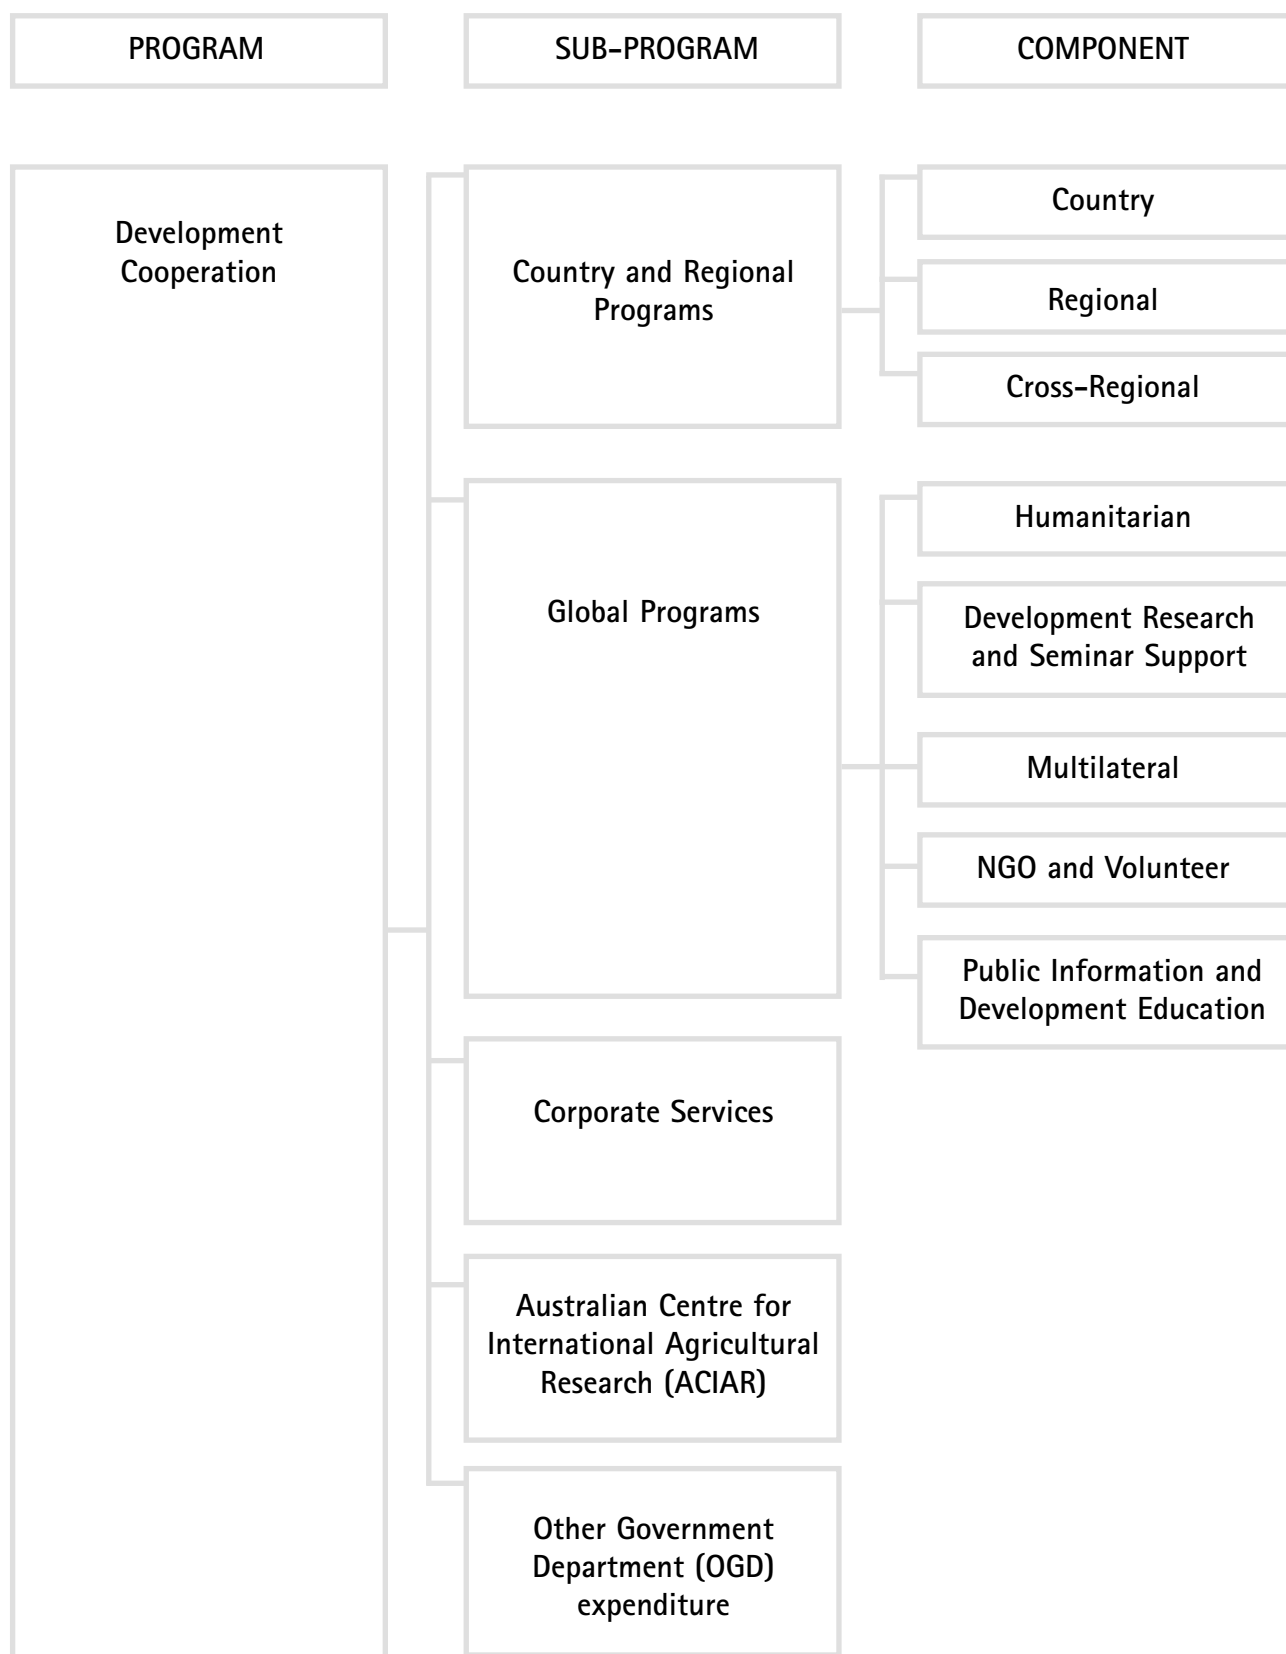 PROGRAM
SUB-PROGRAM
COMPONENT
Development
Cooperation
Country and Regional
Programs
Country
Regional
Cross-Regional
Global Programs
Humanitarian
Development Research
and Seminar Support
Multilateral
NGO and Volunteer
Public Information and
Development Education
Corporate Services
Australian Centre for
International Agricultural
Research (ACIAR)
Other Government
Department (OGD)
expenditure